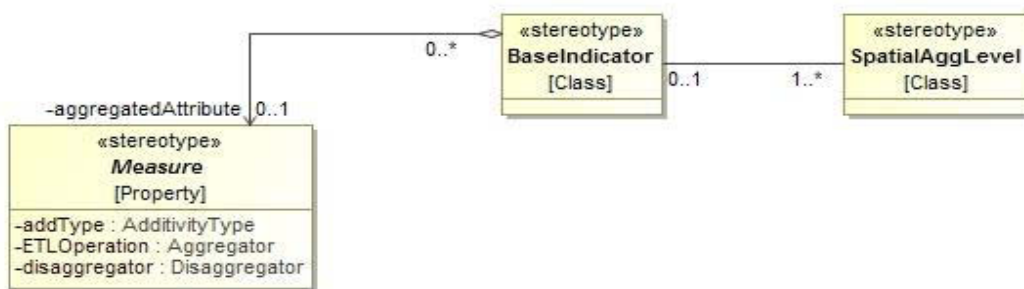 «stereotype»
BaseIndicator
[Class]
«stereotype»
SpatialAggLevel
[Class]
0..*
0..1
1..*
-aggregatedAttribute
0..1
«stereotype»
Measure
[Property]
-addType : AdditivityType
-ETLOperation : Aggregator
-disaggregator : Disaggregator